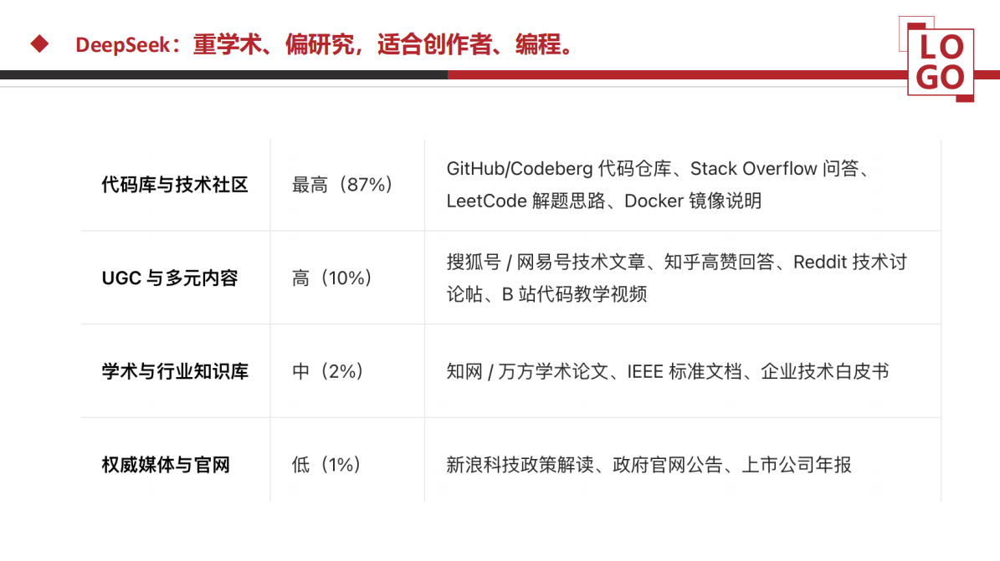 DeepSeek：重学术、偏研究，适合创作者、编程。
LO
GO
代码库与技术社区
最高（87%）
GitHub/Codeberg 代码仓库、Stack Overflow 问答、
LeetCode 解题思路、Docker 镜像说明
UGC 与多元内容
高（10%）
搜狐号 / 网易号技术文章、知乎高赞回答、Reddit 技术讨
论帖、B 站代码教学视频
学术与行业知识库
中（2%）
知网 / 万方学术论文、IEEE 标准文档、企业技术白皮书
权威媒体与官网
低（1%）
新浪科技政策解读、政府官网公告、上市公司年报